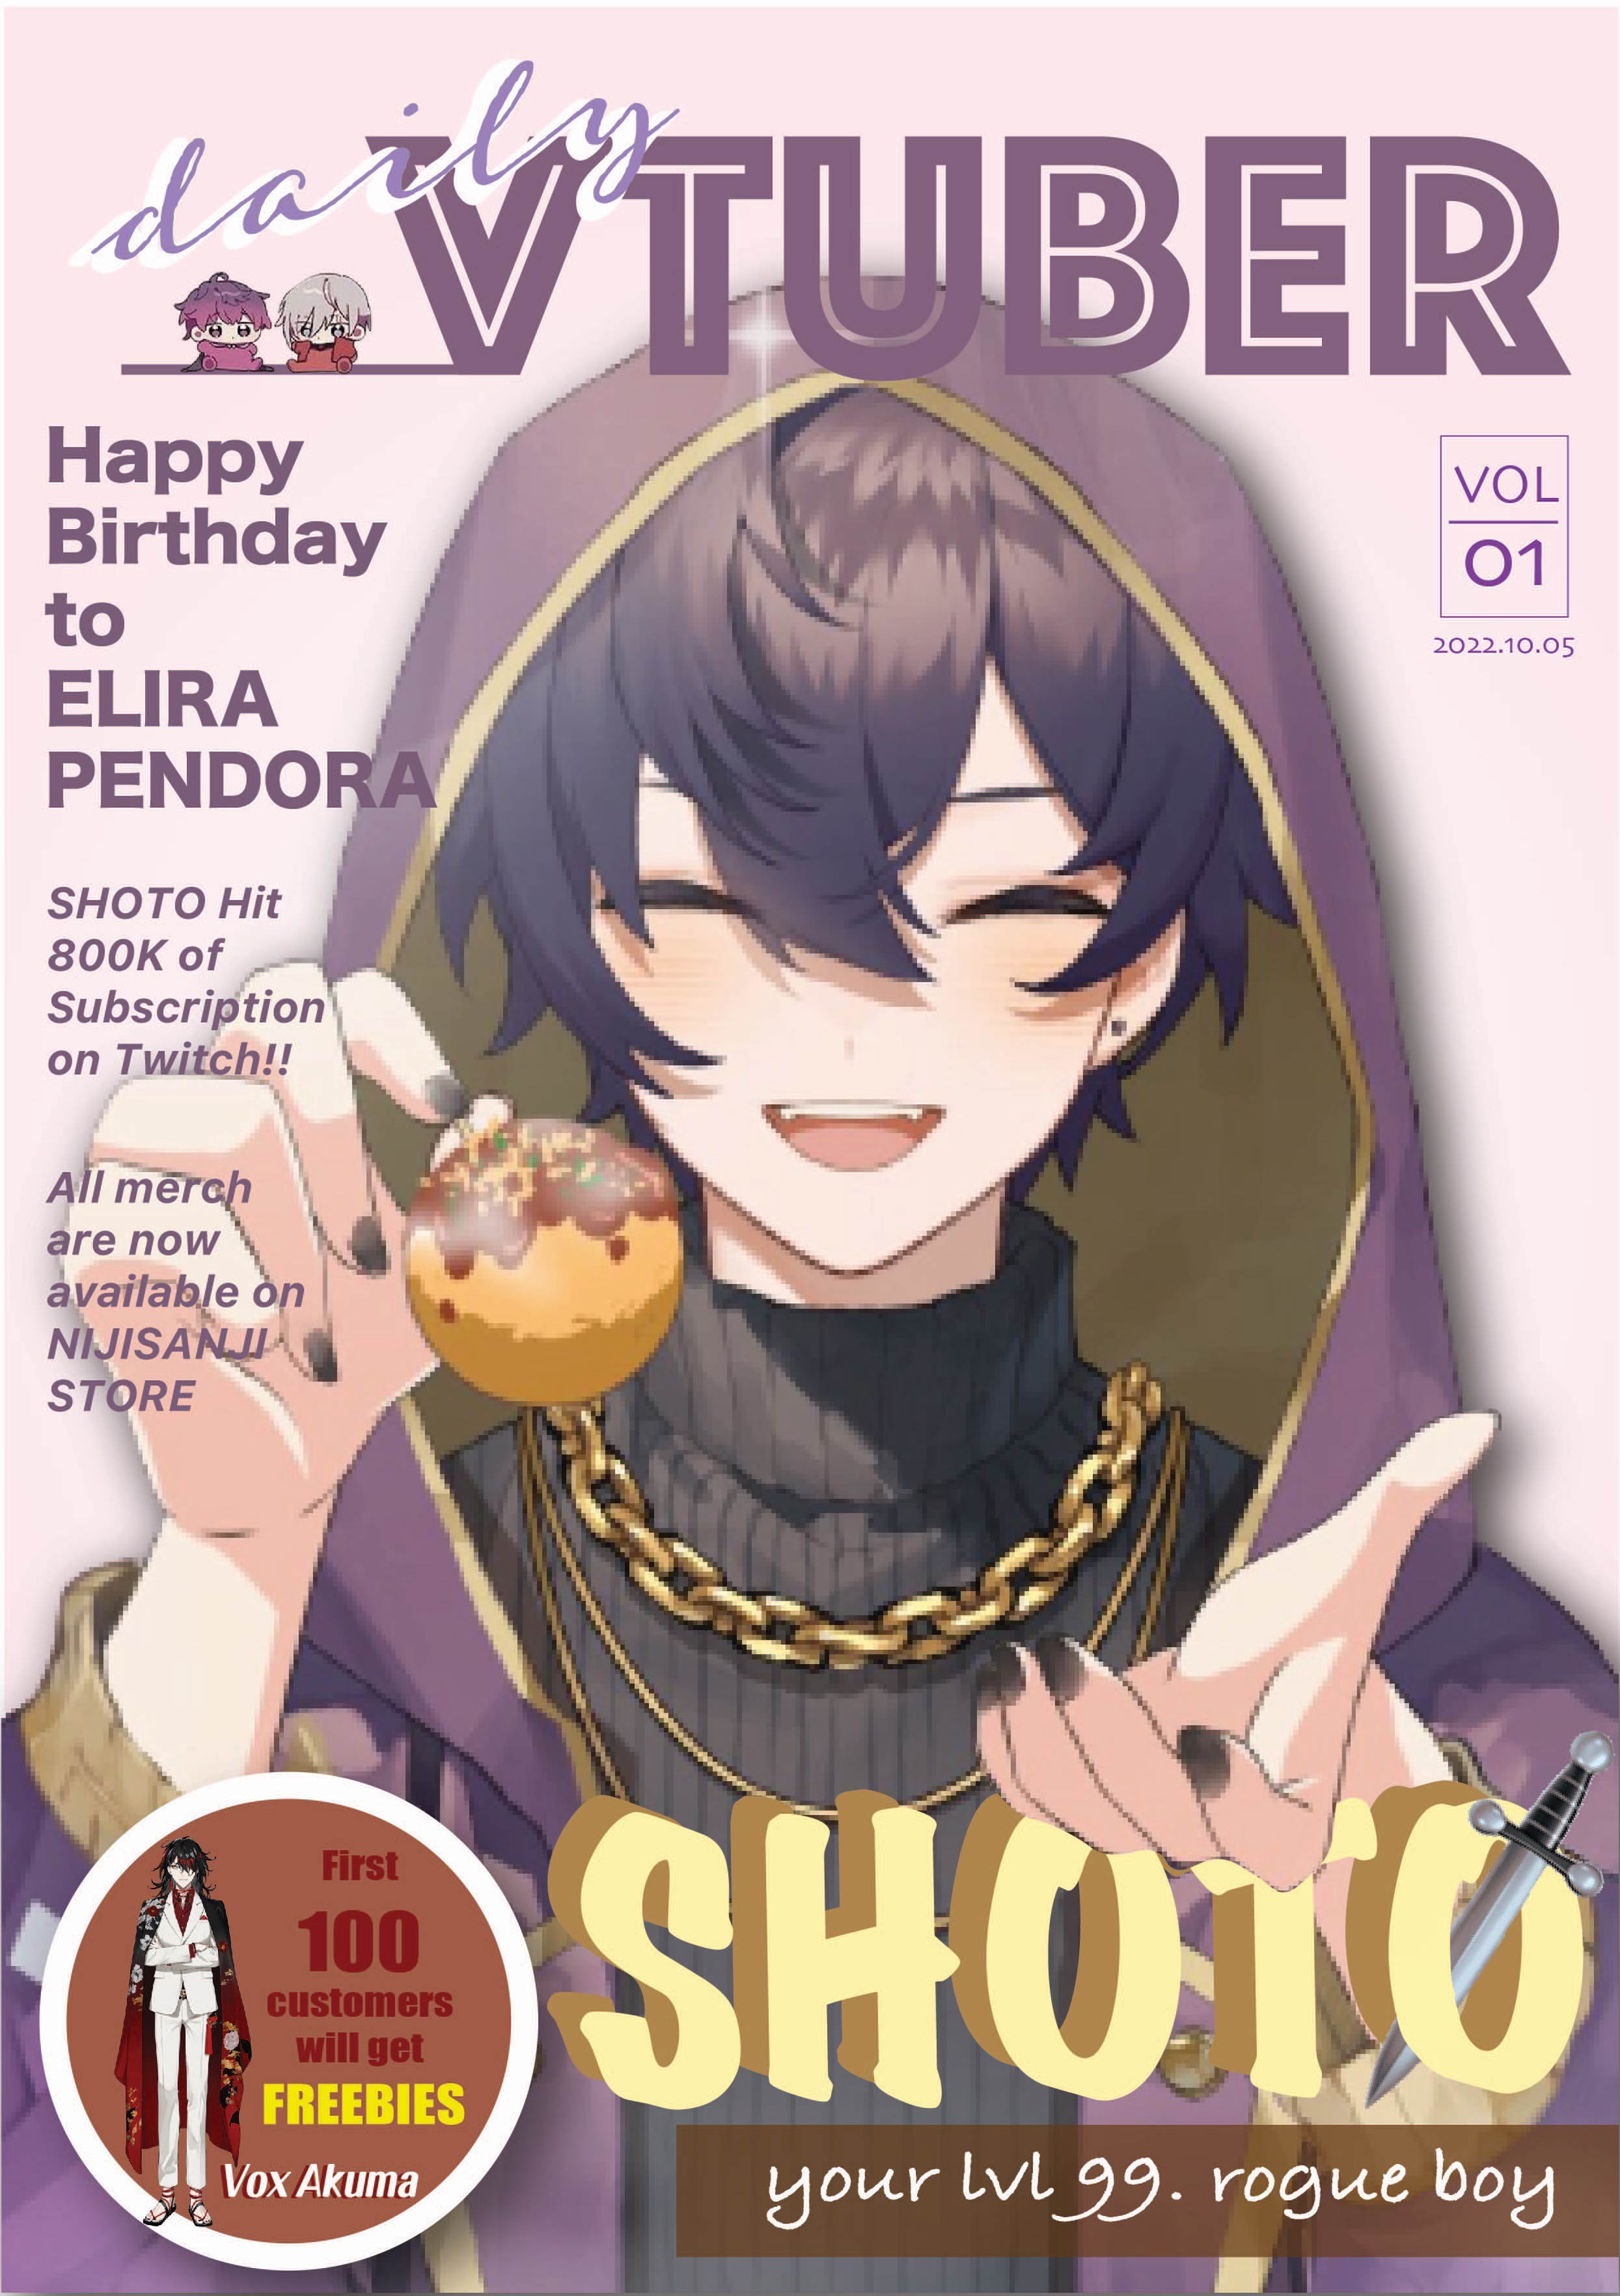 daily
VTUBER
Happy
Birthday
to
ELIRA
PENDORA
VOL
01
2022.10.05
SHOTO Hit
800K of
Subscription
on Twitch!!
All merch
are now
available on
NIJISANJI
STORE
First
100
customers
will get
FREEBIES
Vox Akuma
SHOTO
your lvl 99. rogue boy